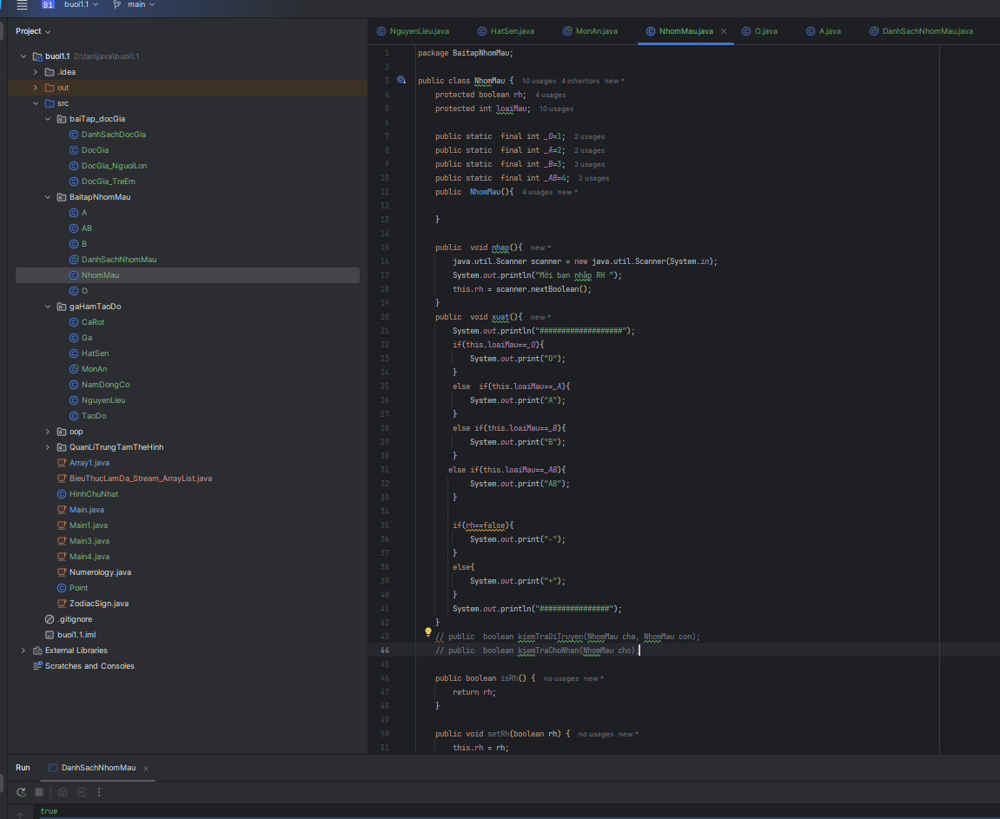 B1 buoi1.1 main
Project
buoi1.1 D:\tan\java\buoi1.1
.idea
out
src
baiTap_docGia
DanhSachDocGia
DocGia
DocGia_NguoiLon
DocGia_TreEm
BaitapNhomMau
A
AB
B
DanhSachNhomMau
NhomMau
O
gaHamTaoDo
CaRot
Ga
HatSen
MonAn
NamDongCo
NguyenLieu
TaoDo
oop
QuanLiTrungTamTheHinh
Array1.java
BieuThucLamDa_Stream_ArrayList.java
HinhChuNhat
Main.java
Main1.java
Main3.java
Main4.java
Numerology.java
Point
ZodiacSign.java
.gitignore
buoi1.1.iml
External Libraries
Scratches and Consoles
NguyenLieu.java HatSen.java MonAn.java NhomMau.java O.java A.java DanhSachNhomMau.java
1 package BaitapNhomMau;
2
3 public class NhomMau { 10 usages 4 inheritors new *
4 protected boolean rh; 4 usages
5 protected int loaiMau; 10 usages
6
7 public static final int _O=1; 2 usages
8 public static final int _A=2; 2 usages
9 public static final int _B=3; 2 usages
10 public static final int _AB=4; 2 usages
11 public NhomMau(){ 4 usages new *
12
13 }
14
15 public void nhap(){ new *
16 java.util.Scanner scanner = new java.util.Scanner(System.in);
17 System.out.println("Mời bạn nhập RH ");
18 this.rh = scanner.nextBoolean();
19 }
20 public void xuat(){ new *
21 System.out.println("###################");
22 if(this.loaiMau==_O){
23 System.out.print("O");
24 }
25 else if(this.loaiMau==_A){
26 System.out.print("A");
27 }
28 else if(this.loaiMau==_B){
29 System.out.print("B");
30 }
31 else if(this.loaiMau==_AB){
32 System.out.print("AB");
33 }
34
35 if(rh==false){
36 System.out.print("-");
37 }
38 else{
39 System.out.print("+");
40 }
41 System.out.println("################");
42 }
43 // public boolean kiemTraDiTruyen(NhomMau cha, NhomMau con);
44 // public boolean kiemTraChoNhan(NhomMau cho);
45
46 public boolean isRh() { no usages new *
47 return rh;
48 }
49
50 public void setRh(boolean rh) { no usages new *
51 this.rh = rh;
Run DanhSachNhomMau
true